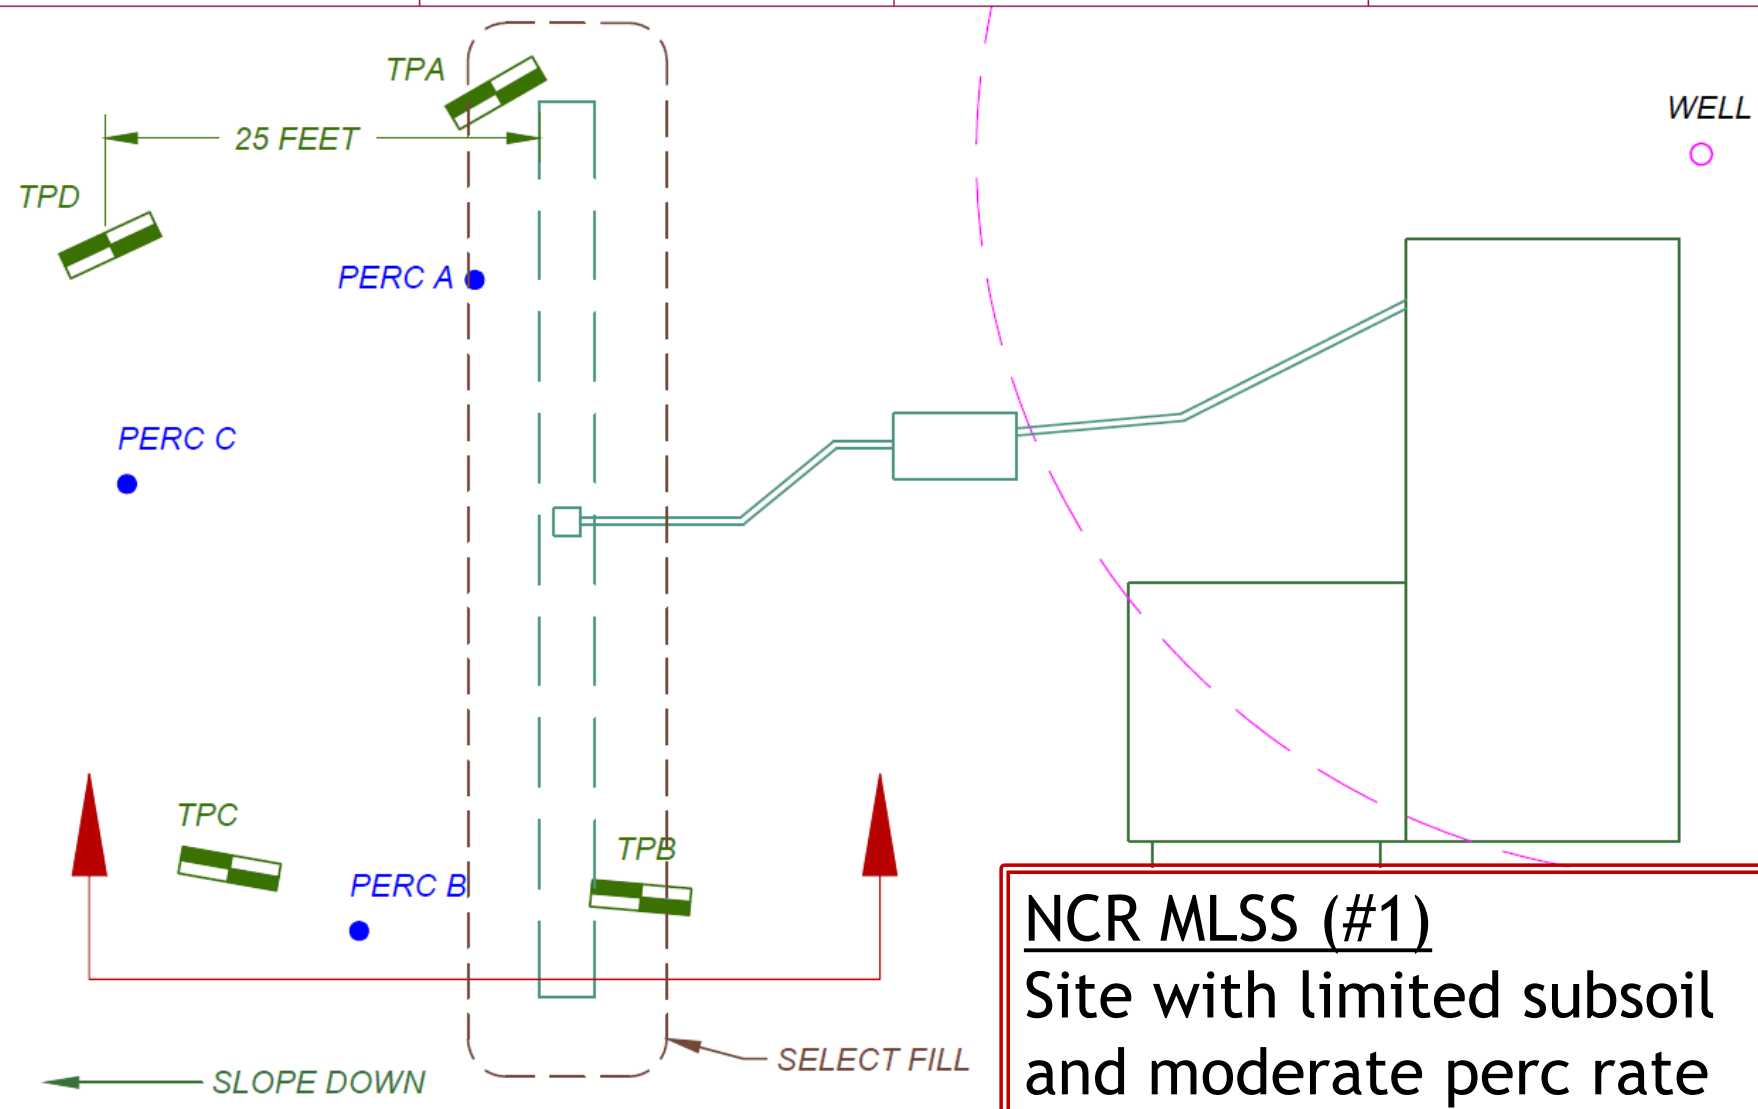 TPA
WELL
25 FEET
TPD
PERC A
PERC C
TPC
TPB
PERC B
NCR MLSS (#1)
Site with limited subsoil
and moderate perc rate
SELECT FILL
SLOPE DOWN